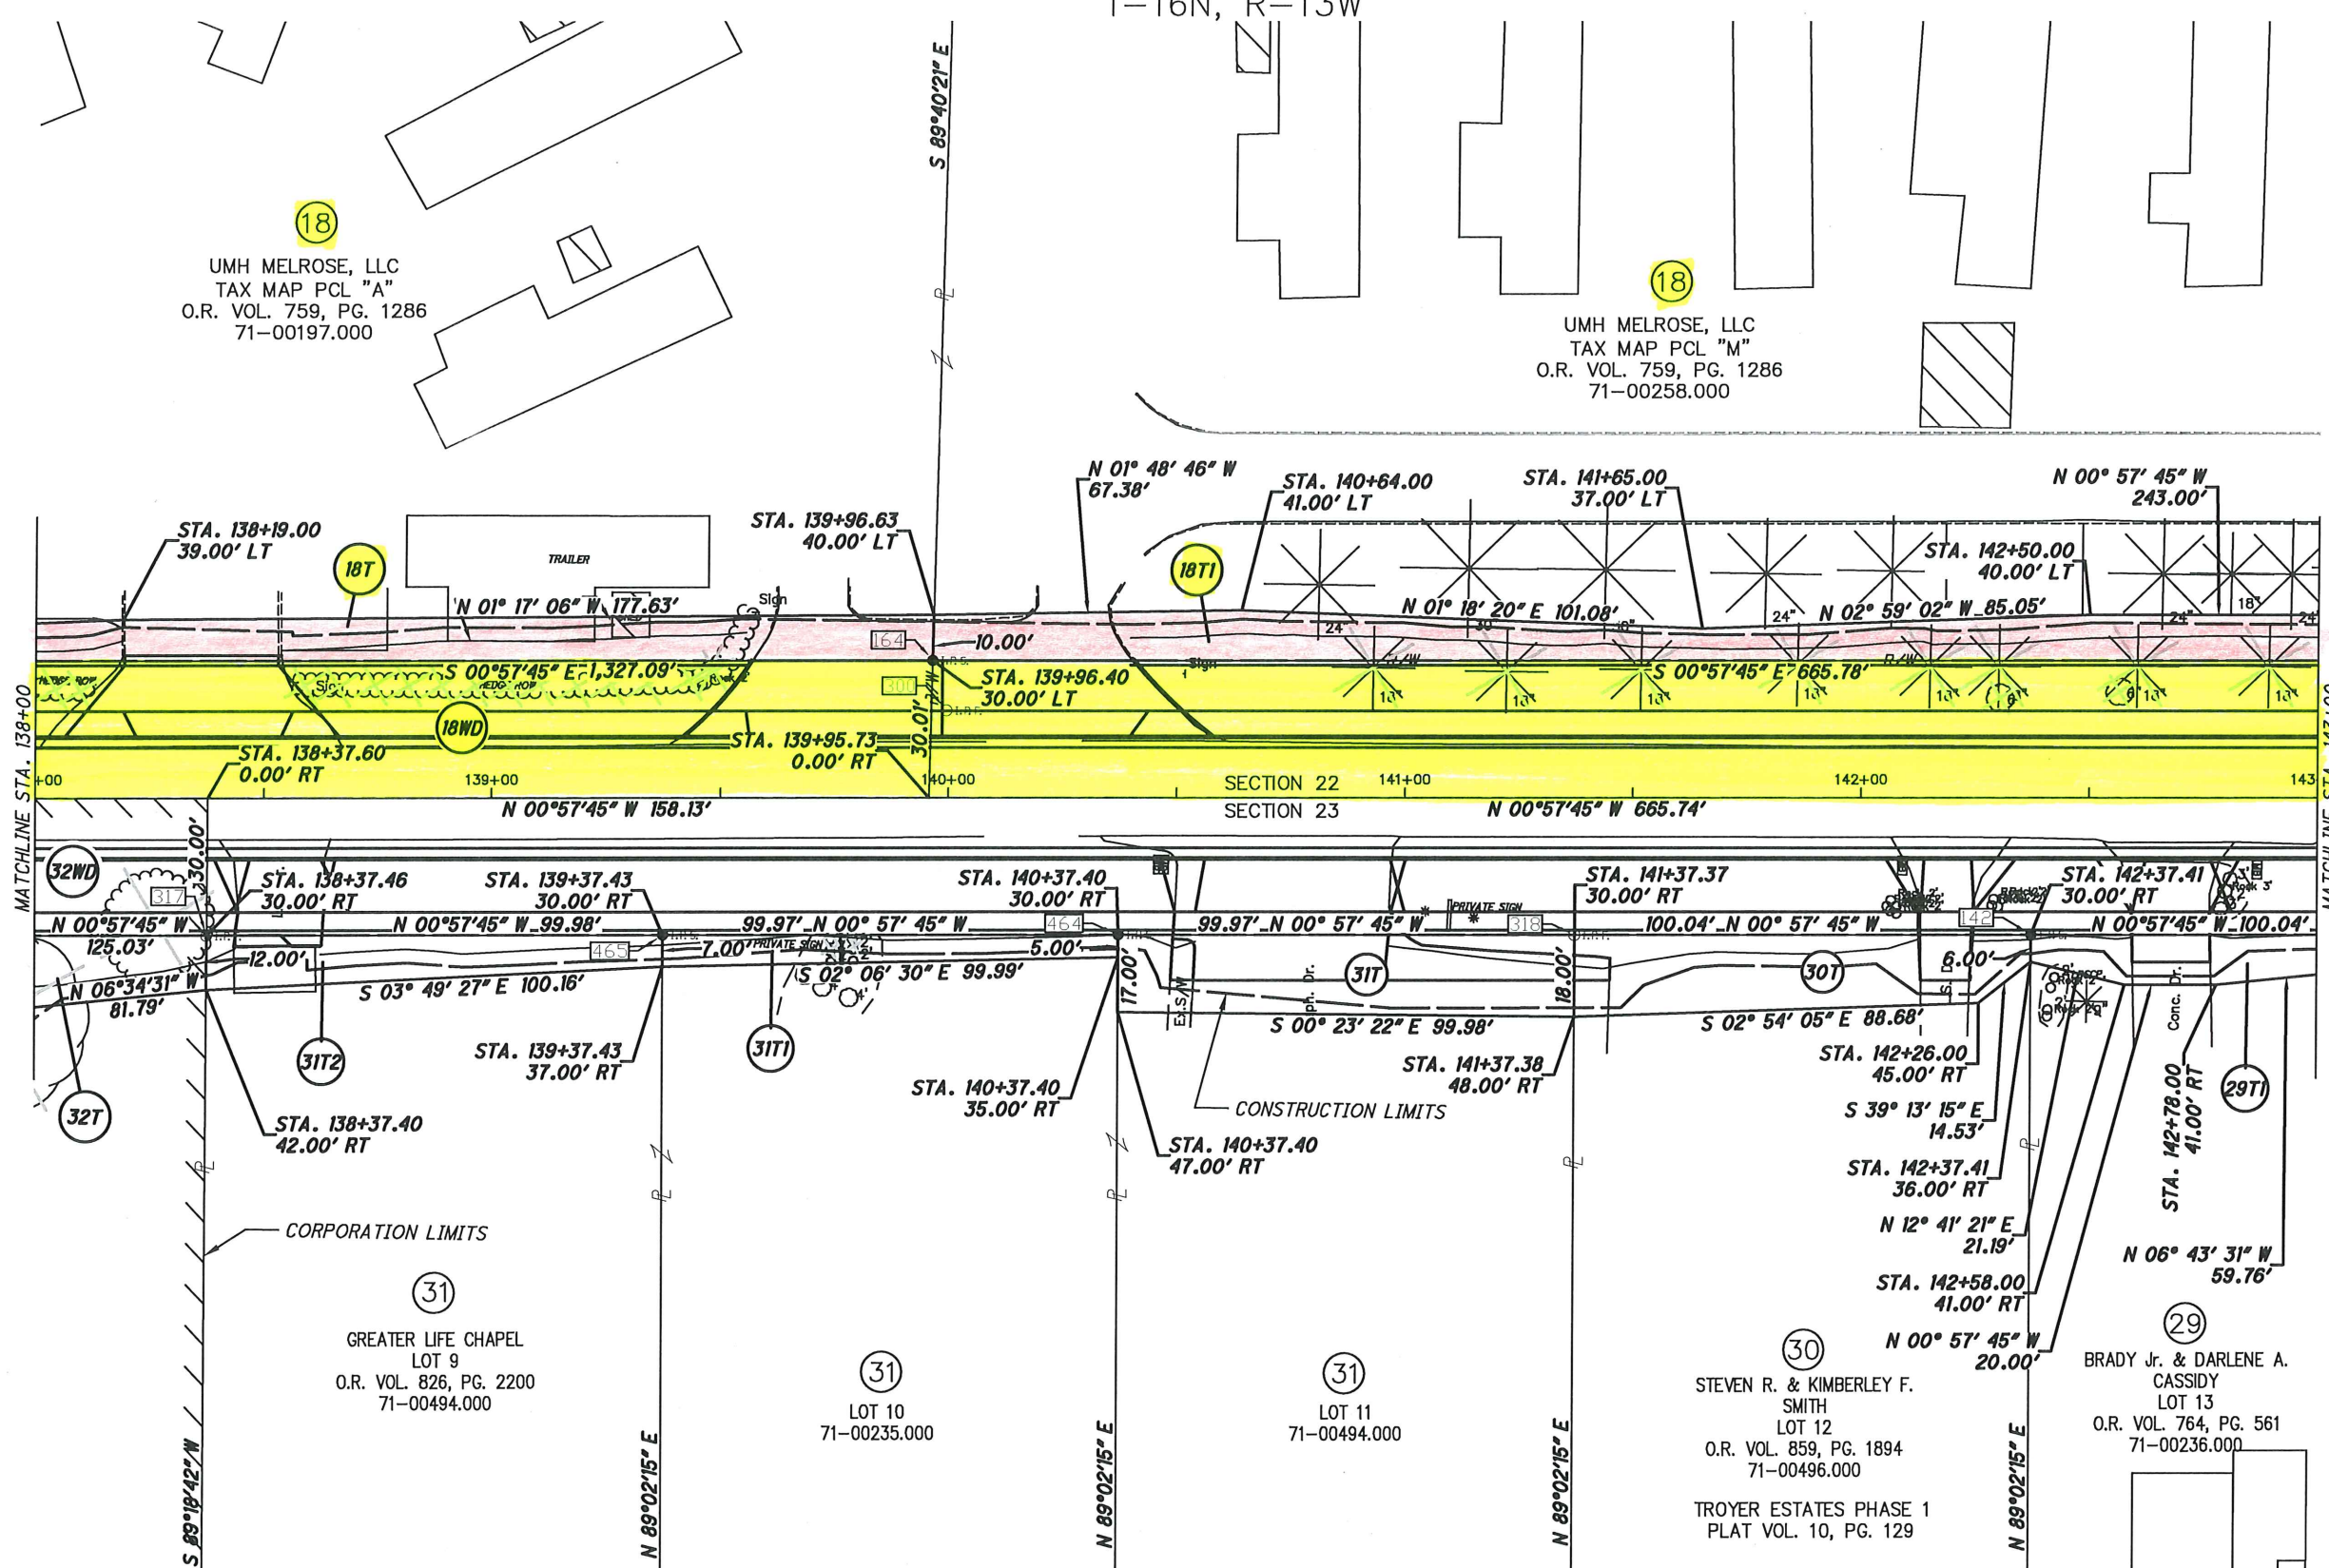 T-16N, R-13W
S 89°40'21" E
18
UMH MELROSE, LLC
TAX MAP PCL "A"
O.R. VOL. 759, PG. 1286
71-00197.000
18
UMH MELROSE, LLC
TAX MAP PCL "M"
O.R. VOL. 759, PG. 1286
71-00258.000
N 01° 48' 46" W
67.38'
STA. 140+64.00
41.00' LT
STA. 141+65.00
37.00' LT
N 00° 57' 45" W
243.00'
STA. 138+19.00
39.00' LT
18T
TRAILER
STA. 139+96.63
40.00' LT
18T1
STA. 142+50.00
40.00' LT
N 01° 17' 06" W 177.63'
Sign
N 01° 18' 20" E 101.08'
N 02° 59' 02" W 85.05'
24"
30"
24"
24"
18"
24"
164
10.00'
Sign
S 00°57'45" E 1,327.09'
HEDGE ROW
300
STA. 139+96.40
30.00' LT
R/W
S 00°57'45" E 665.78'
18WD
30.01'
STA. 138+37.60
0.00' RT
STA. 139+95.73
0.00' RT
MATCHLINE STA. 138+00
+00
139+00
140+00
141+00
142+00
143
SECTION 22
SECTION 23
N 00°57'45" W 158.13'
N 00°57'45" W 665.74'
MATCHLINE STA. 143+00
32WD
30.00'
317
STA. 138+37.46
30.00' RT
STA. 139+37.43
30.00' RT
STA. 140+37.40
30.00' RT
STA. 141+37.37
30.00' RT
STA. 142+37.41
30.00' RT
N 00°57'45" W
125.03'
N 00°57'45" W 99.98'
99.97' N 00° 57' 45" W
464
99.97' N 00° 57' 45" W
PRIVATE SIGN
318
100.04' N 00° 57' 45" W
142
N 00°57'45" W 100.04'
Rock 3'
12.00'
465
7.00'
PRIVATE SIGN
5.00'
6.00'
N 06°34'31" W
81.79'
S 03° 49' 27" E 100.16'
S 02° 06' 30" E 99.99'
17.00'
Ex.S/W
31T
18.00'
30T
S 00° 23' 22" E 99.98'
S 02° 54' 05" E 88.68'
Conc. Dr.
32T
31T2
31T1
29T1
STA. 139+37.43
37.00' RT
STA. 140+37.40
35.00' RT
STA. 141+37.38
48.00' RT
STA. 142+26.00
45.00' RT
CONSTRUCTION LIMITS
STA. 138+37.40
42.00' RT
STA. 140+37.40
47.00' RT
S 39° 13' 15" E
14.53'
STA. 142+37.41
36.00' RT
STA. 142+78.00
41.00' RT
N 12° 41' 21" E
21.19'
N 06° 43' 31" W
59.76'
STA. 142+58.00
41.00' RT
N 00° 57' 45" W
20.00'
CORPORATION LIMITS
31
GREATER LIFE CHAPEL
LOT 9
O.R. VOL. 826, PG. 2200
71-00494.000
31
LOT 10
71-00235.000
31
LOT 11
71-00494.000
30
STEVEN R. & KIMBERLEY F.
SMITH
LOT 12
O.R. VOL. 859, PG. 1894
71-00496.000
TROYER ESTATES PHASE 1
PLAT VOL. 10, PG. 129
29
BRADY Jr. & DARLENE A.
CASSIDY
LOT 13
O.R. VOL. 764, PG. 561
71-00236.000
S 89°18'42" W
N 89°02'15" E
N 89°02'15" E
N 89°02'15" E
N 89°02'15" E